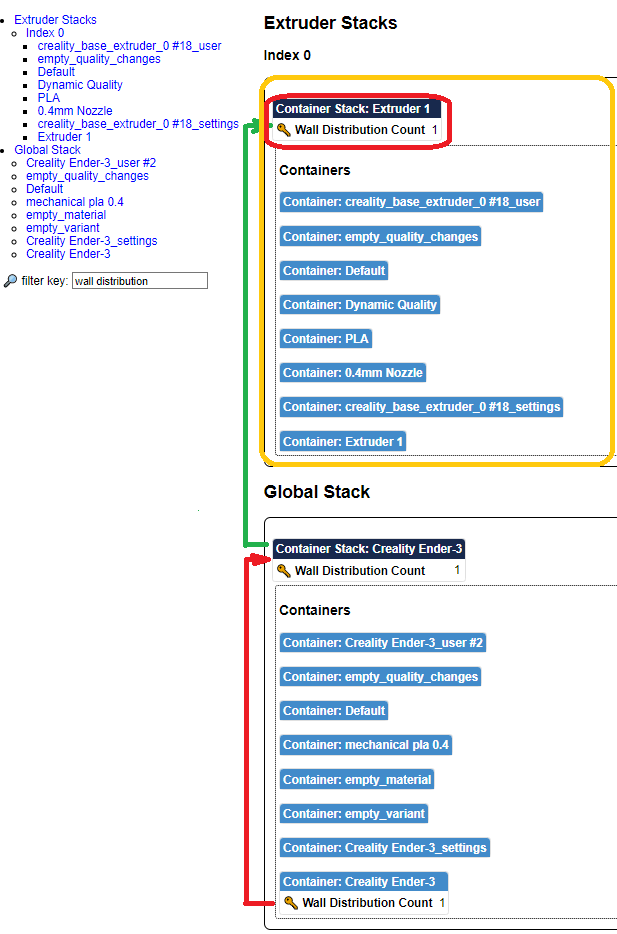 Extruder Stacks
Index 0
creality_base_extruder_0 #18_user
empty_quality_changes
Default
Dynamic Quality
PLA
0.4mm Nozzle
creality_base_extruder_0 #18_settings
Extruder 1
Global Stack
Creality Ender-3_user #2
empty_quality_changes
Default
mechanical pla 0.4
empty_material
empty_variant
Creality Ender-3_settings
Creality Ender-3
filter key: wall distribution
Extruder Stacks
Index 0
Container Stack: Extruder 1
Wall Distribution Count 1
Containers
Container: creality_base_extruder_0 #18_user
Container: empty_quality_changes
Container: Default
Container: Dynamic Quality
Container: PLA
Container: 0.4mm Nozzle
Container: creality_base_extruder_0 #18_settings
Container: Extruder 1
Global Stack
Container Stack: Creality Ender-3
Wall Distribution Count 1
Containers
Container: Creality Ender-3_user #2
Container: empty_quality_changes
Container: Default
Container: mechanical pla 0.4
Container: empty_material
Container: empty_variant
Container: Creality Ender-3_settings
Container: Creality Ender-3
Wall Distribution Count 1